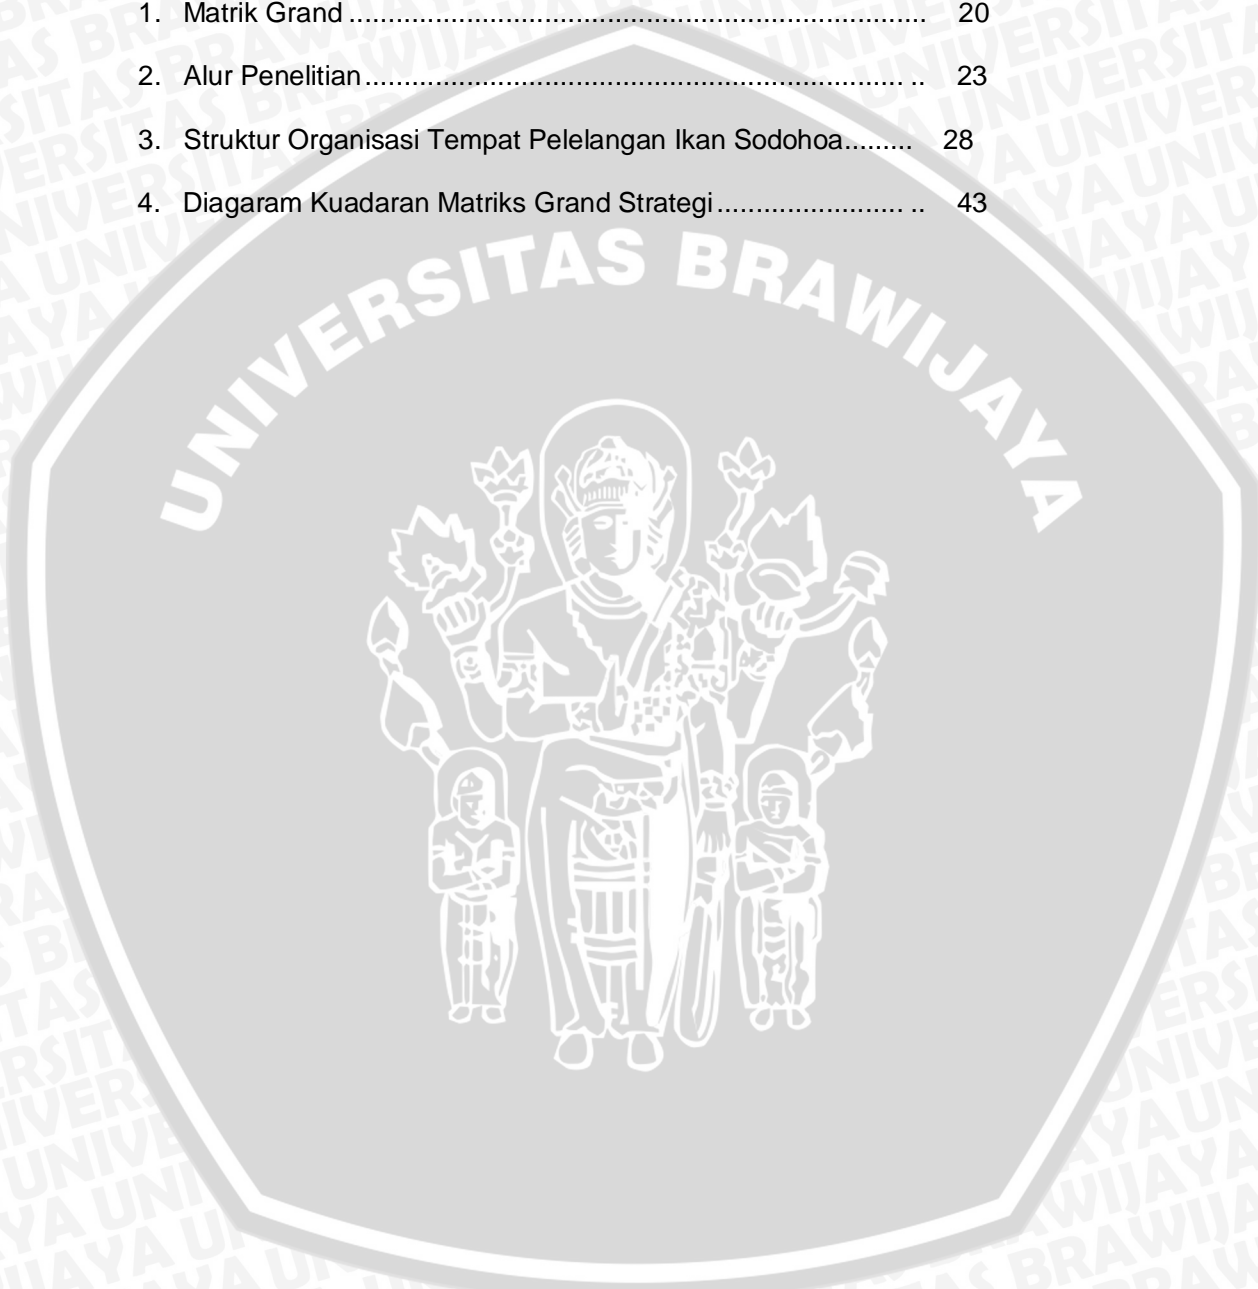 1. Matrik Grand .......................................................................... 20
2. Alur Penelitian ..................................................................... .. 23
3. Struktur Organisasi Tempat Pelelangan Ikan Sodohoa......... 28
4. Diagaram Kuadaran Matriks Grand Strategi ........................ .. 43
UNIVERSITAS BRAWIJAYA